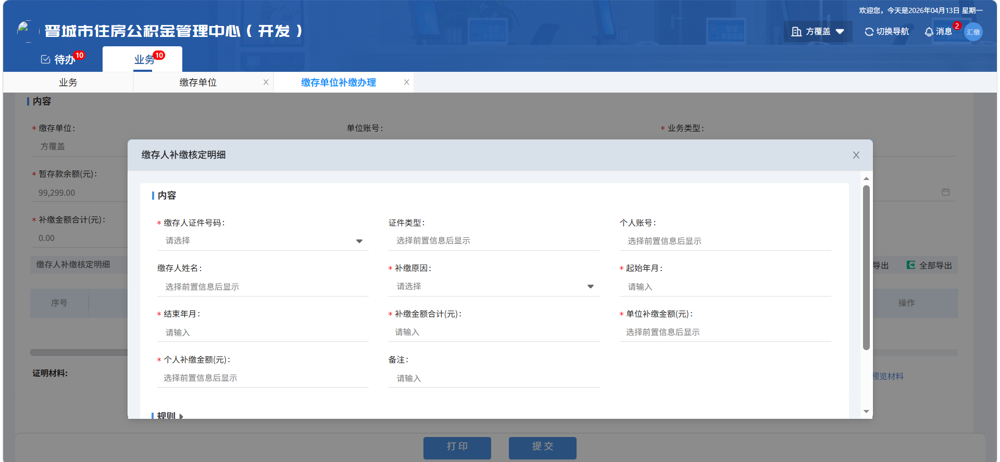 欢迎您，今天是2026年04月13日 星期一
晋城市住房公积金管理中心（开发）
方覆盖
切换导航
消息 2
汇缴
待办 10
业务 10
业务
缴存单位
缴存单位补缴办理
内容
* 缴存单位：
单位账号：
* 业务类型：
方覆盖
* 暂存款余额(元)：
99,299.00
* 补缴金额合计(元)：
0.00
缴存人补缴核定明细
导出
全部导出
序号
操作
证明材料:
预览材料
缴存人补缴核定明细
内容
* 缴存人证件号码：
证件类型：
个人账号：
请选择
选择前置信息后显示
选择前置信息后显示
缴存人姓名：
* 补缴原因：
* 起始年月：
选择前置信息后显示
请选择
请输入
* 结束年月：
* 补缴金额合计(元)：
* 单位补缴金额(元)：
请输入
请输入
选择前置信息后显示
* 个人补缴金额(元)：
备注：
选择前置信息后显示
请输入
规则
打 印
提 交